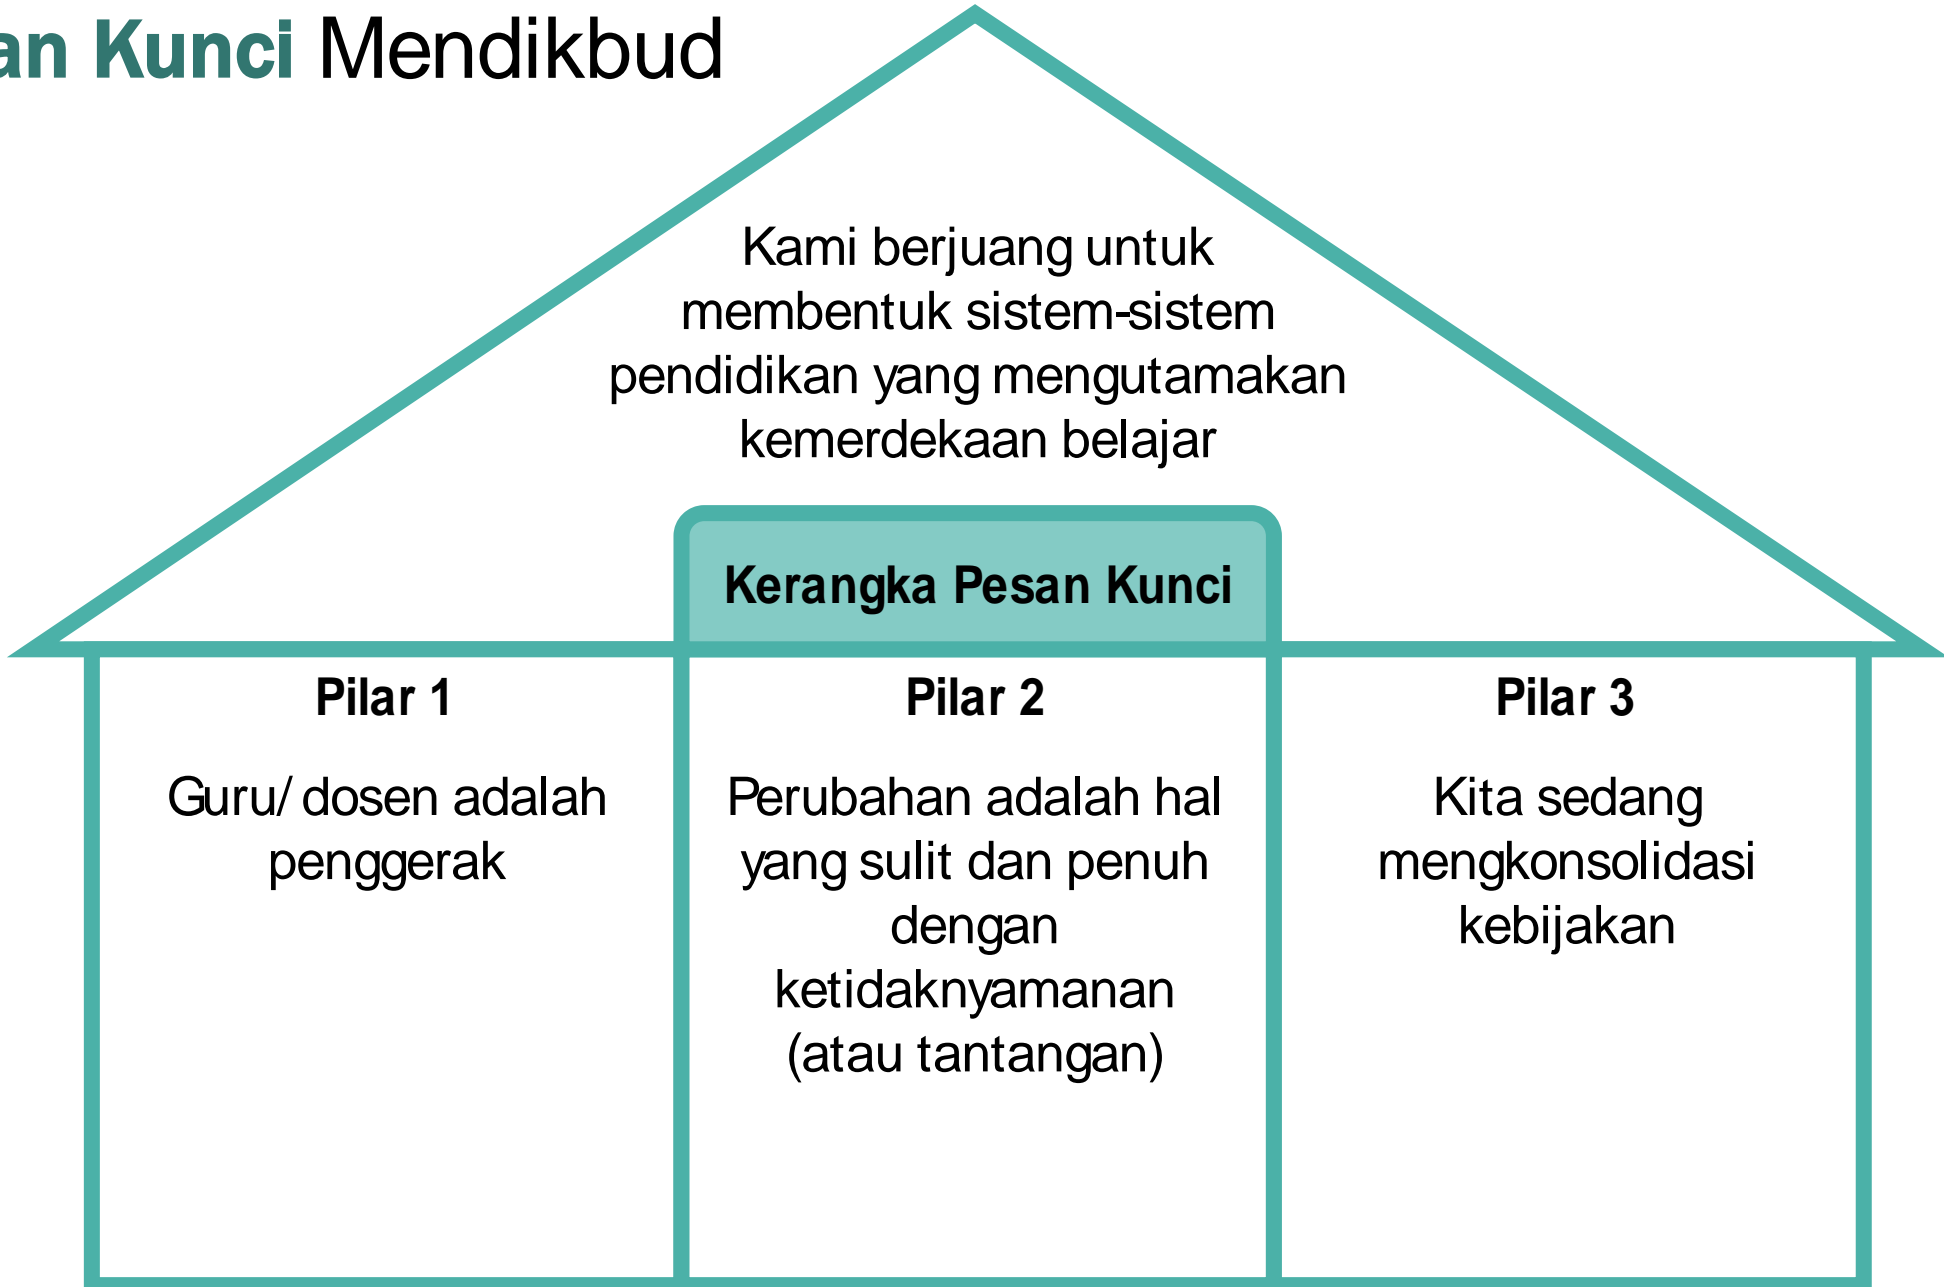 an Kunci Mendikbud
Kami berjuang untuk
membentuk sistem-sistem
pendidikan yang mengutamakan
kemerdekaan belajar
Kerangka Pesan Kunci
Pilar 1
Guru/ dosen adalah
penggerak
Pilar 2
Perubahan adalah hal
yang sulit dan penuh
dengan
ketidaknyamanan
(atau tantangan)
Pilar 3
Kita sedang
mengkonsolidasi
kebijakan